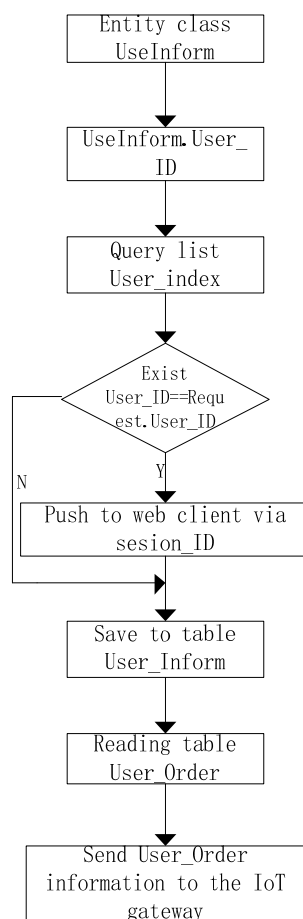 Entity class
UseInform
UseInform.User_
ID
Query list
User_index
Exist
User_ID==Requ
est.User_ID
N
Y
Push to web client via
sesion_ID
Save to table
User_Inform
Reading table
User_Order
Send User_Order
information to the IoT
gateway